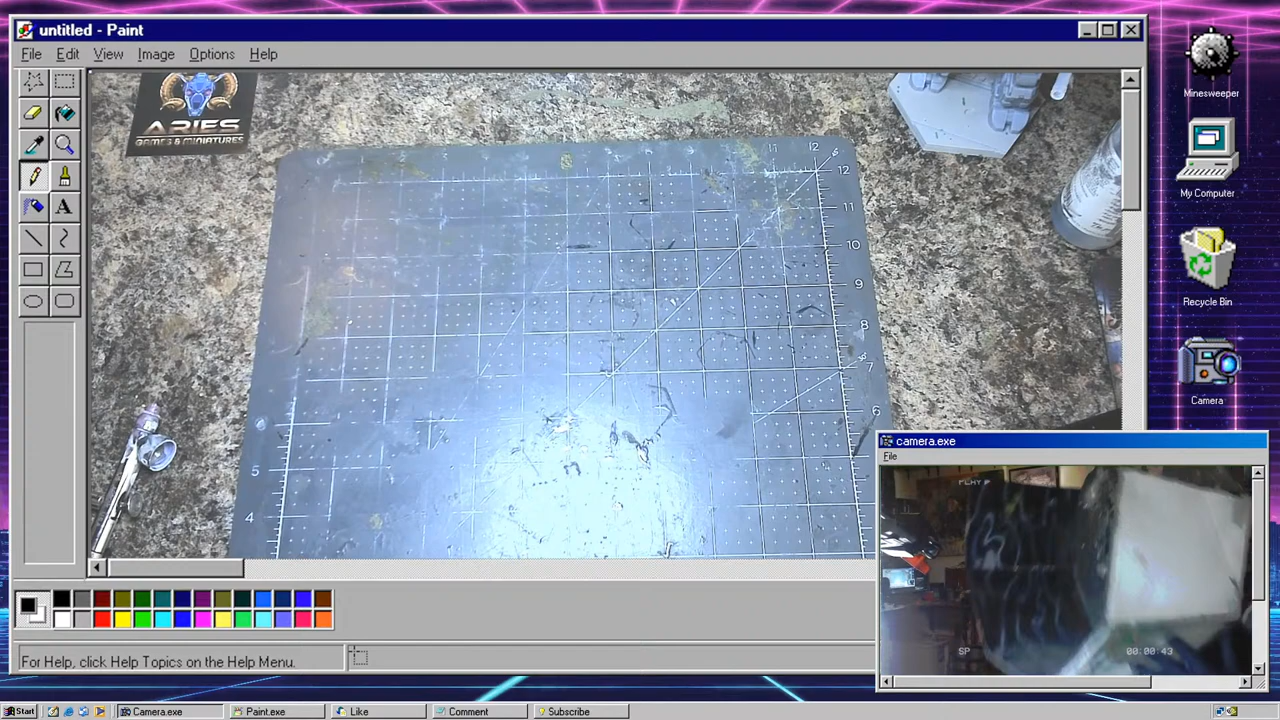 untitled - Paint
File Edit View Image Options Help
ARIES
GAMES & MINIATURES
11 12
12
11
10
9
8
7
6
5
4
For Help, click Help Topics on the Help Menu.
Minesweeper
My Computer
Recycle Bin
Camera
camera.exe
File
PLAY
SP 00:00:43
Start Camera.exe Paint.exe Like Comment Subscribe